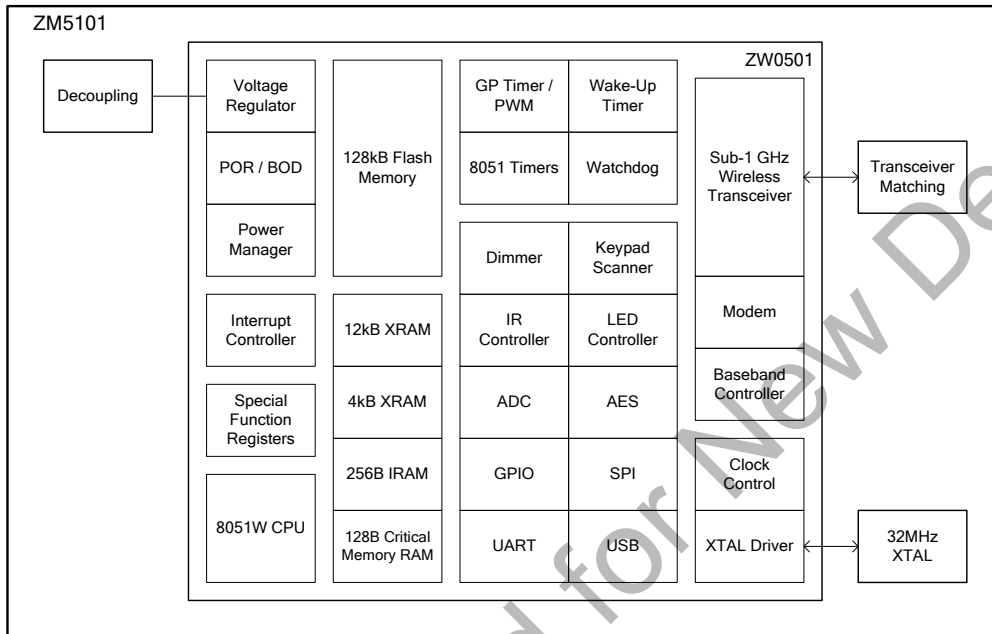 ZM5101
ZW0501
Decoupling
Voltage
Regulator
POR / BOD
Power
Manager
Interrupt
Controller
Special
Function
Registers
8051W CPU
128kB Flash
Memory
12kB XRAM
4kB XRAM
256B IRAM
128B Critical
Memory RAM
GP Timer /
PWM
Wake-Up
Timer
8051 Timers
Watchdog
Dimmer
Keypad
Scanner
IR
Controller
LED
Controller
ADC
AES
GPIO
SPI
UART
USB
Sub-1 GHz
Wireless
Transceiver
Modem
Baseband
Controller
Clock
Control
XTAL Driver
Transceiver
Matching
32MHz
XTAL
for New De